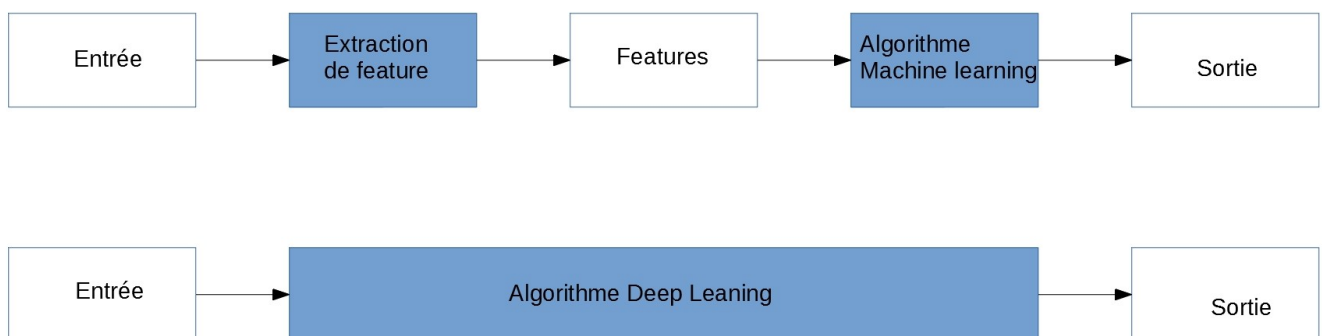 Entrée
Extraction
de feature
Features
Algorithme
Machine learning
Sortie
Entrée
Algorithme Deep Leaning
Sortie